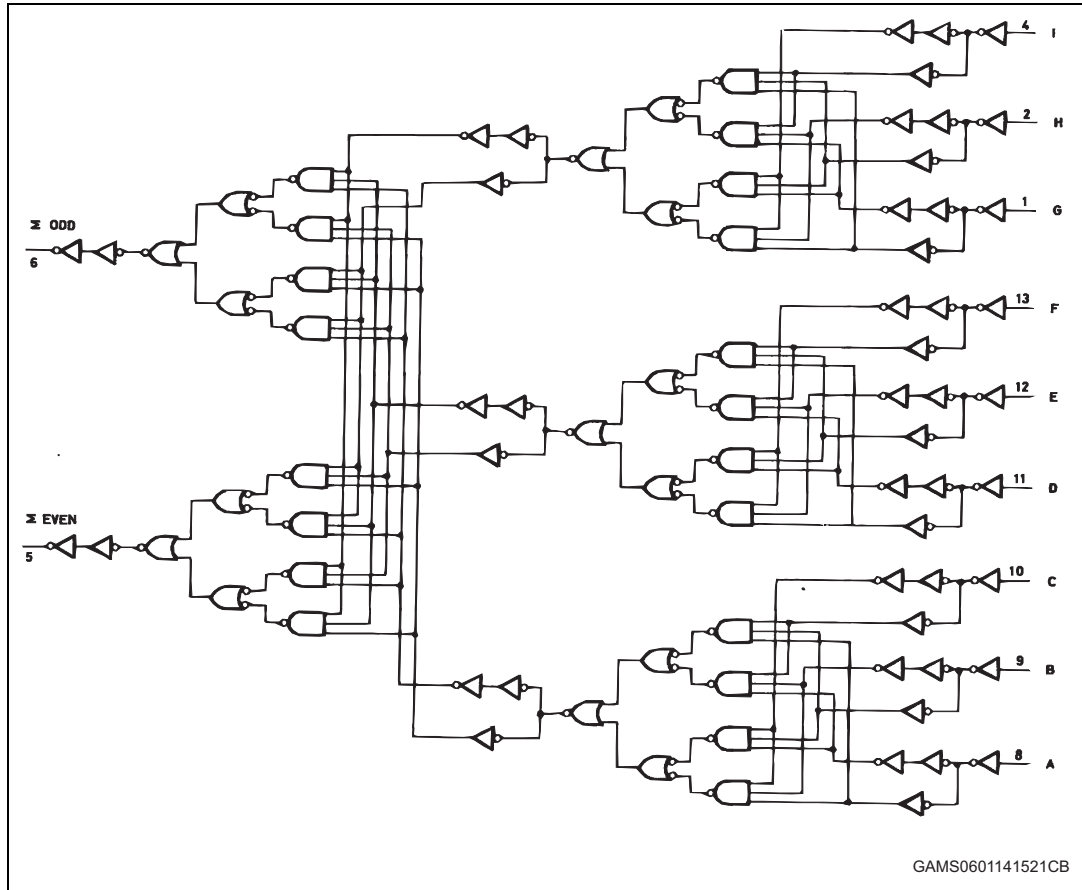 4 I
2 H
1 G
Σ ODD
6
13 F
12 E
11 D
Σ EVEN
5
10 C
9 B
8 A
GAMS0601141521CB